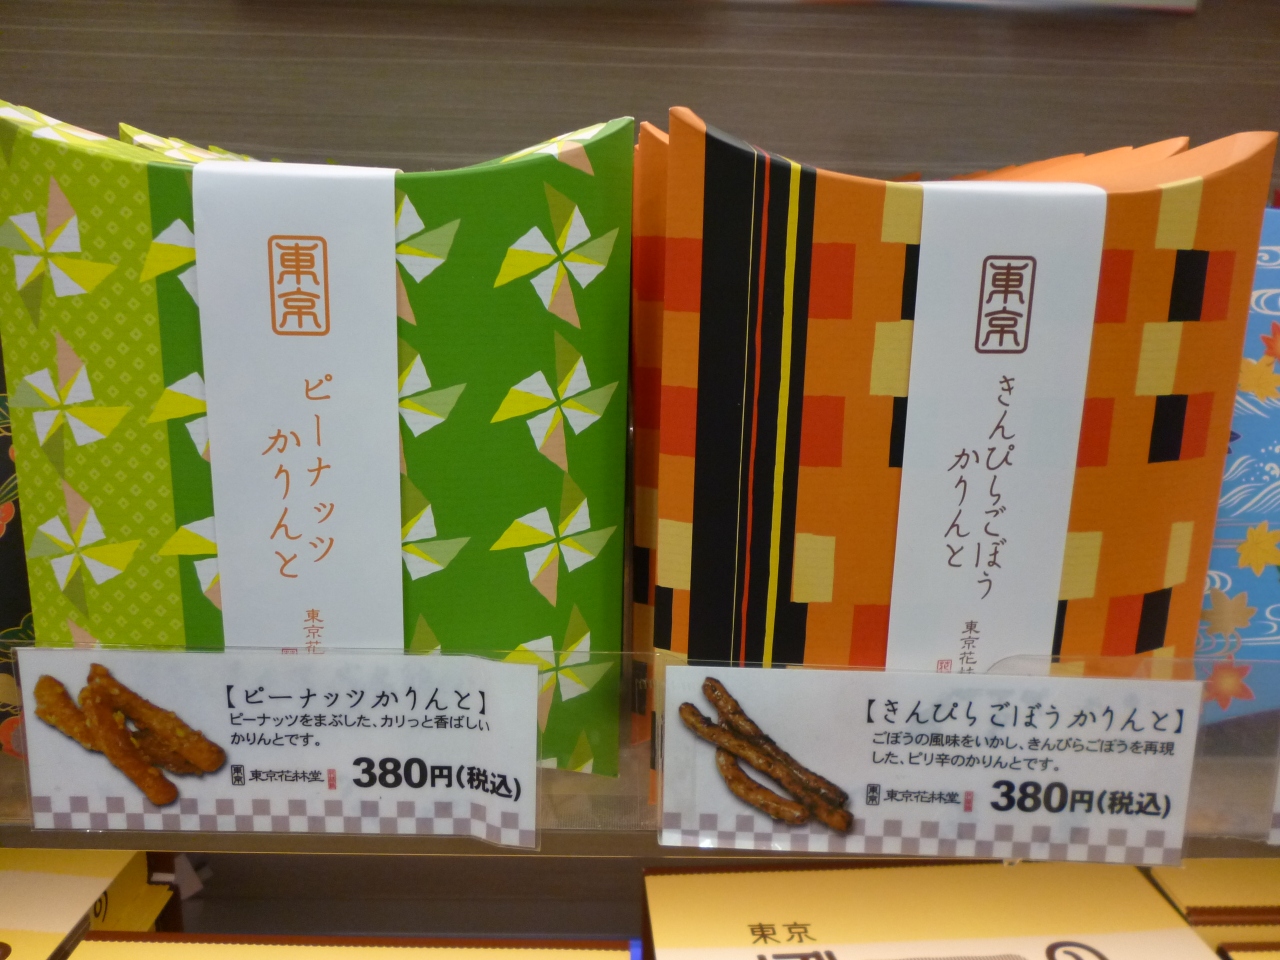 東京
ピーナッツ
かりんと
東京花
東京
きんぴらごぼう
かりんと
東京花林
【ピーナッツかりんと】
ピーナッツをまぶした、カリっと香ばしい
かりんとです。
東京 東京花林堂
380円(税込)
【きんぴらごぼうかりんと】
ごぼうの風味をいかし、きんぴらごぼうを再現
した、ピリ辛のかりんとです。
東京 東京花林堂
380円(税込)
東京